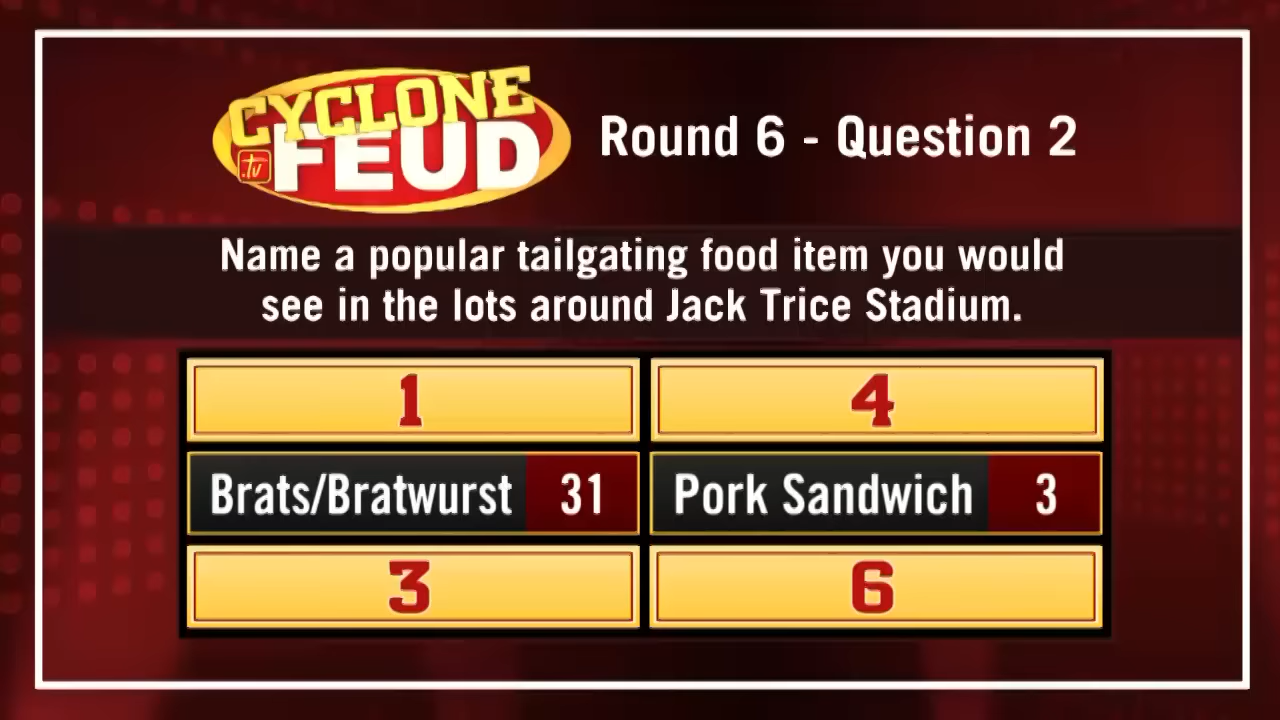 CYCLONE
.tv FEUD
Round 6 - Question 2
Name a popular tailgating food item you would
see in the lots around Jack Trice Stadium.
1
4
Brats/Bratwurst 31
Pork Sandwich 3
3
6